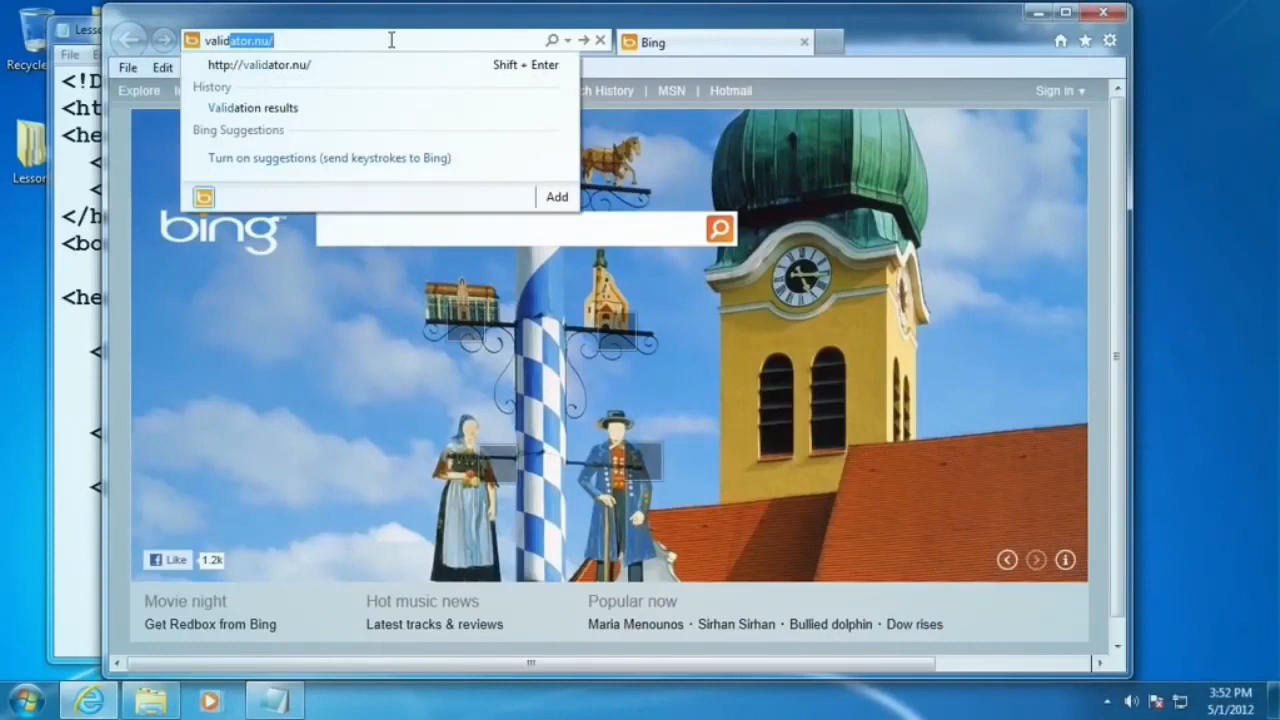 Recycle
Lesson
File
<!D
<ht
<he
</h
<bo
<he
validator.nu/
Bing
http://validator.nu/ Shift + Enter
History
Validation results
Bing Suggestions
Turn on suggestions (send keystrokes to Bing)
Add
File Edit
Explore
ch History | MSN | Hotmail
Sign in
bing
Like 1.2k
Movie night
Get Redbox from Bing
Hot music news
Latest tracks & reviews
Popular now
Maria Menounos · Sirhan Sirhan · Bullied dolphin · Dow rises
3:52 PM
5/1/2012